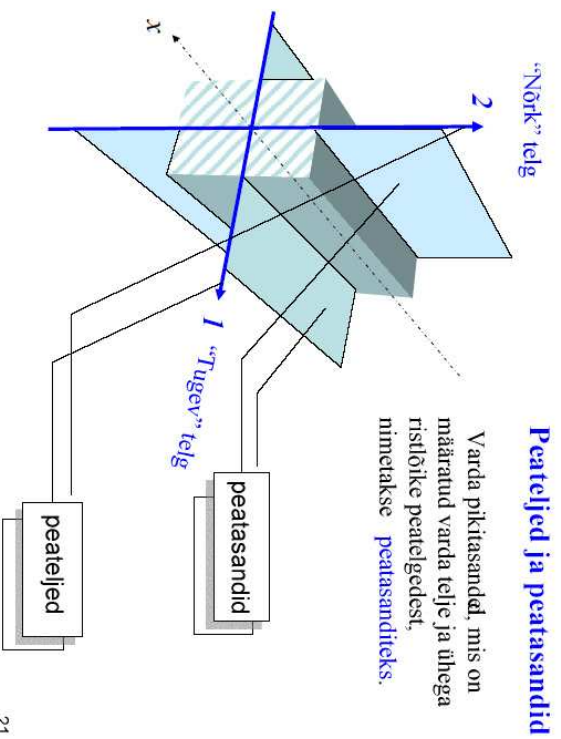 Peateljed ja peatasandid
Varda pikitasandid, mis on
määratud varda telje ja ühega
ristlõike peatelgedest,
nimetakse peatasanditeks.
“Nõrk” telg
2
x
1 “Tugev” telg
peatasandid
peateljed
21